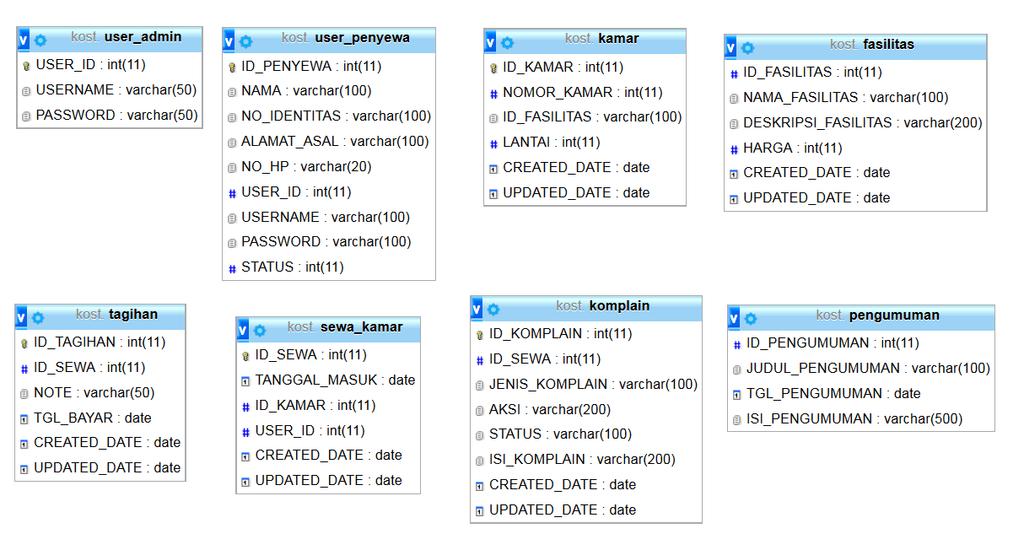 kost user_admin
USER_ID : int(11)
USERNAME : varchar(50)
PASSWORD : varchar(50)
kost user_penyewa
ID_PENYEWA : int(11)
NAMA : varchar(100)
NO_IDENTITAS : varchar(100)
ALAMAT_ASAL : varchar(100)
NO_HP : varchar(20)
USER_ID : int(11)
USERNAME : varchar(100)
PASSWORD : varchar(100)
STATUS : int(11)
kost kamar
ID_KAMAR : int(11)
NOMOR_KAMAR : int(11)
ID_FASILITAS : varchar(100)
LANTAI : int(11)
CREATED_DATE : date
UPDATED_DATE : date
kost fasilitas
ID_FASILITAS : int(11)
NAMA_FASILITAS : varchar(100)
DESKRIPSI_FASILITAS : varchar(200)
HARGA : int(11)
CREATED_DATE : date
UPDATED_DATE : date
kost tagihan
ID_TAGIHAN : int(11)
ID_SEWA : int(11)
NOTE : varchar(50)
TGL_BAYAR : date
CREATED_DATE : date
UPDATED_DATE : date
kost sewa_kamar
ID_SEWA : int(11)
TANGGAL_MASUK : date
ID_KAMAR : int(11)
USER_ID : int(11)
CREATED_DATE : date
UPDATED_DATE : date
kost komplain
ID_KOMPLAIN : int(11)
ID_SEWA : int(11)
JENIS_KOMPLAIN : varchar(100)
AKSI : varchar(200)
STATUS : varchar(100)
ISI_KOMPLAIN : varchar(200)
CREATED_DATE : date
UPDATED_DATE : date
kost pengumuman
ID_PENGUMUMAN : int(11)
JUDUL_PENGUMUMAN : varchar(100)
TGL_PENGUMUMAN : date
ISI_PENGUMUMAN : varchar(500)